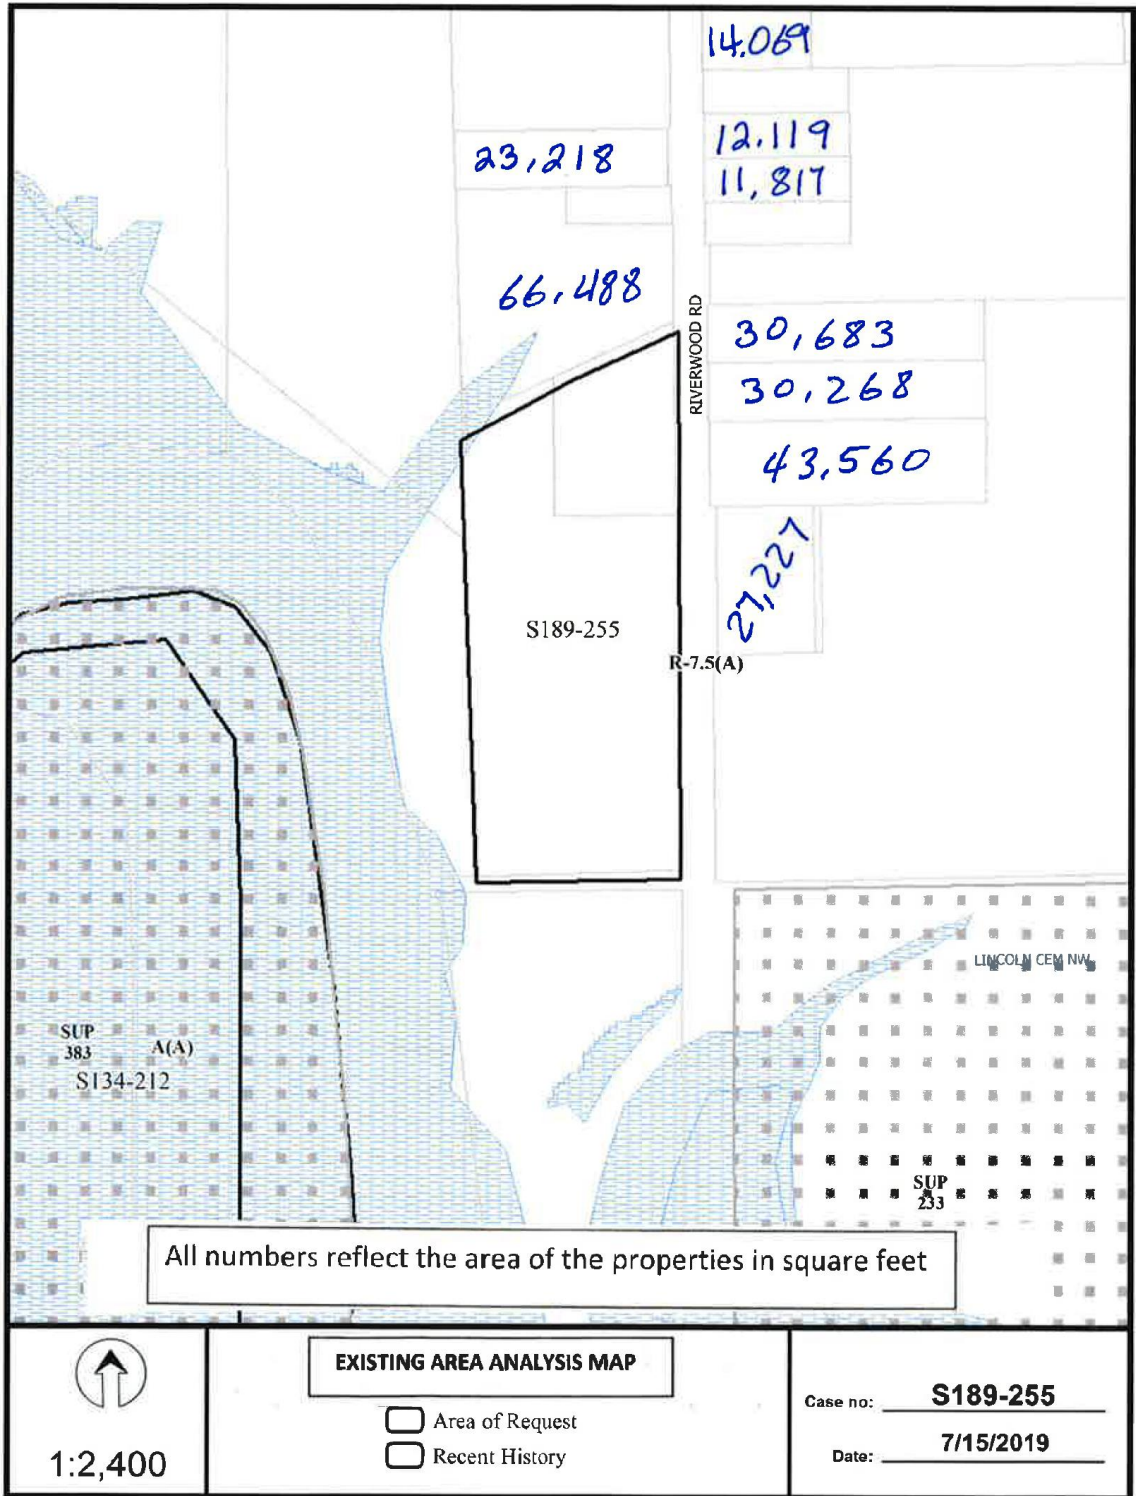 14.069
12.119
23,218
11,817
66,488
RIVERWOOD RD
30,683
30,268
43,560
27,227
S189-255
R-7.5(A)
LINCOLN CEM NW
SUP
383
A(A)
S134-212
SUP
233
All numbers reflect the area of the properties in square feet
EXISTING AREA ANALYSIS MAP
Area of Request
Recent History
1:2,400
Case no: S189-255
Date: 7/15/2019